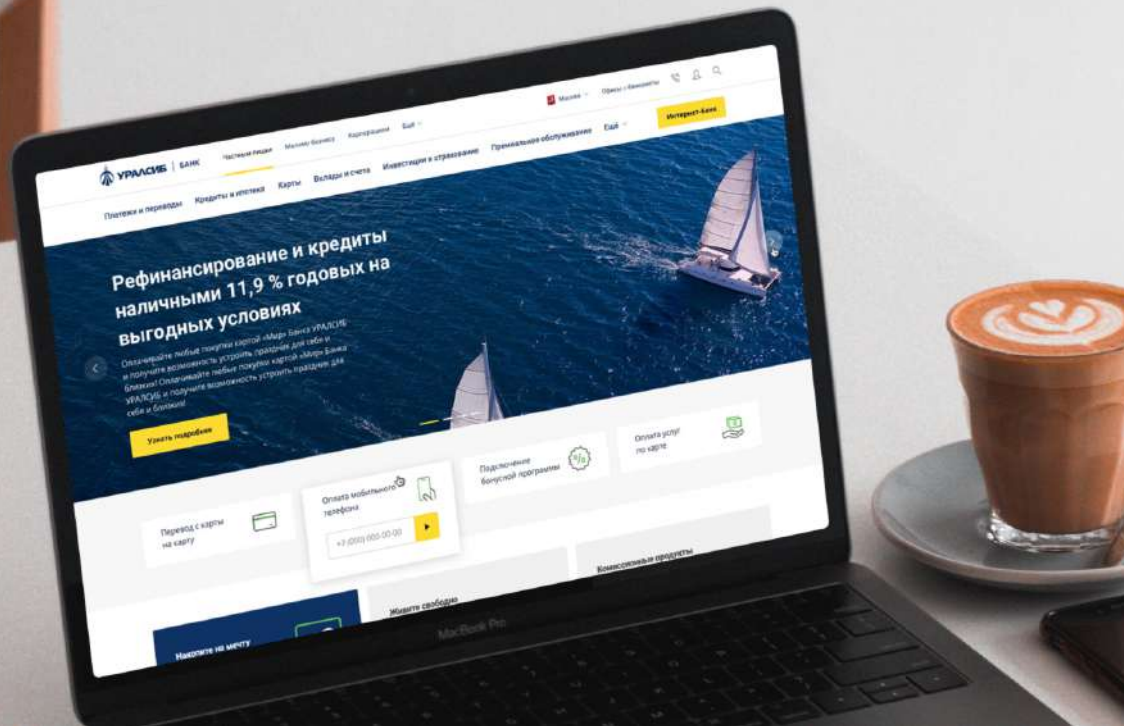 УРАЛСИБ | БАНК
Частным лицам Малому бизнесу Корпорациям Ещё
Москва Офисы и банкоматы
Платежи и переводы Кредиты и ипотека Карты Вклады и счета Инвестиции и страхование Премиальное обслуживание Ещё
Интернет-Банк
Рефинансирование и кредиты
наличными 11,9 % годовых на
выгодных условиях
Оплачивайте любые покупки картой «Мир» Банка УРАЛСИБ
и получите возможность устроить праздник для себя и
близких! Оплачивайте любые покупки картой «Мир» Банка
УРАЛСИБ и получите возможность устроить праздник для
себя и близких!
Узнать подробнее
Перевод с карты
на карту
Оплата мобильного
телефона
+7 (000) 000-00-00
Подключение
бонусной программы
%
Оплата услуг
по карте
Накопите на мечту
Живите свободно
Комиссионные продукты
MacBook Pro